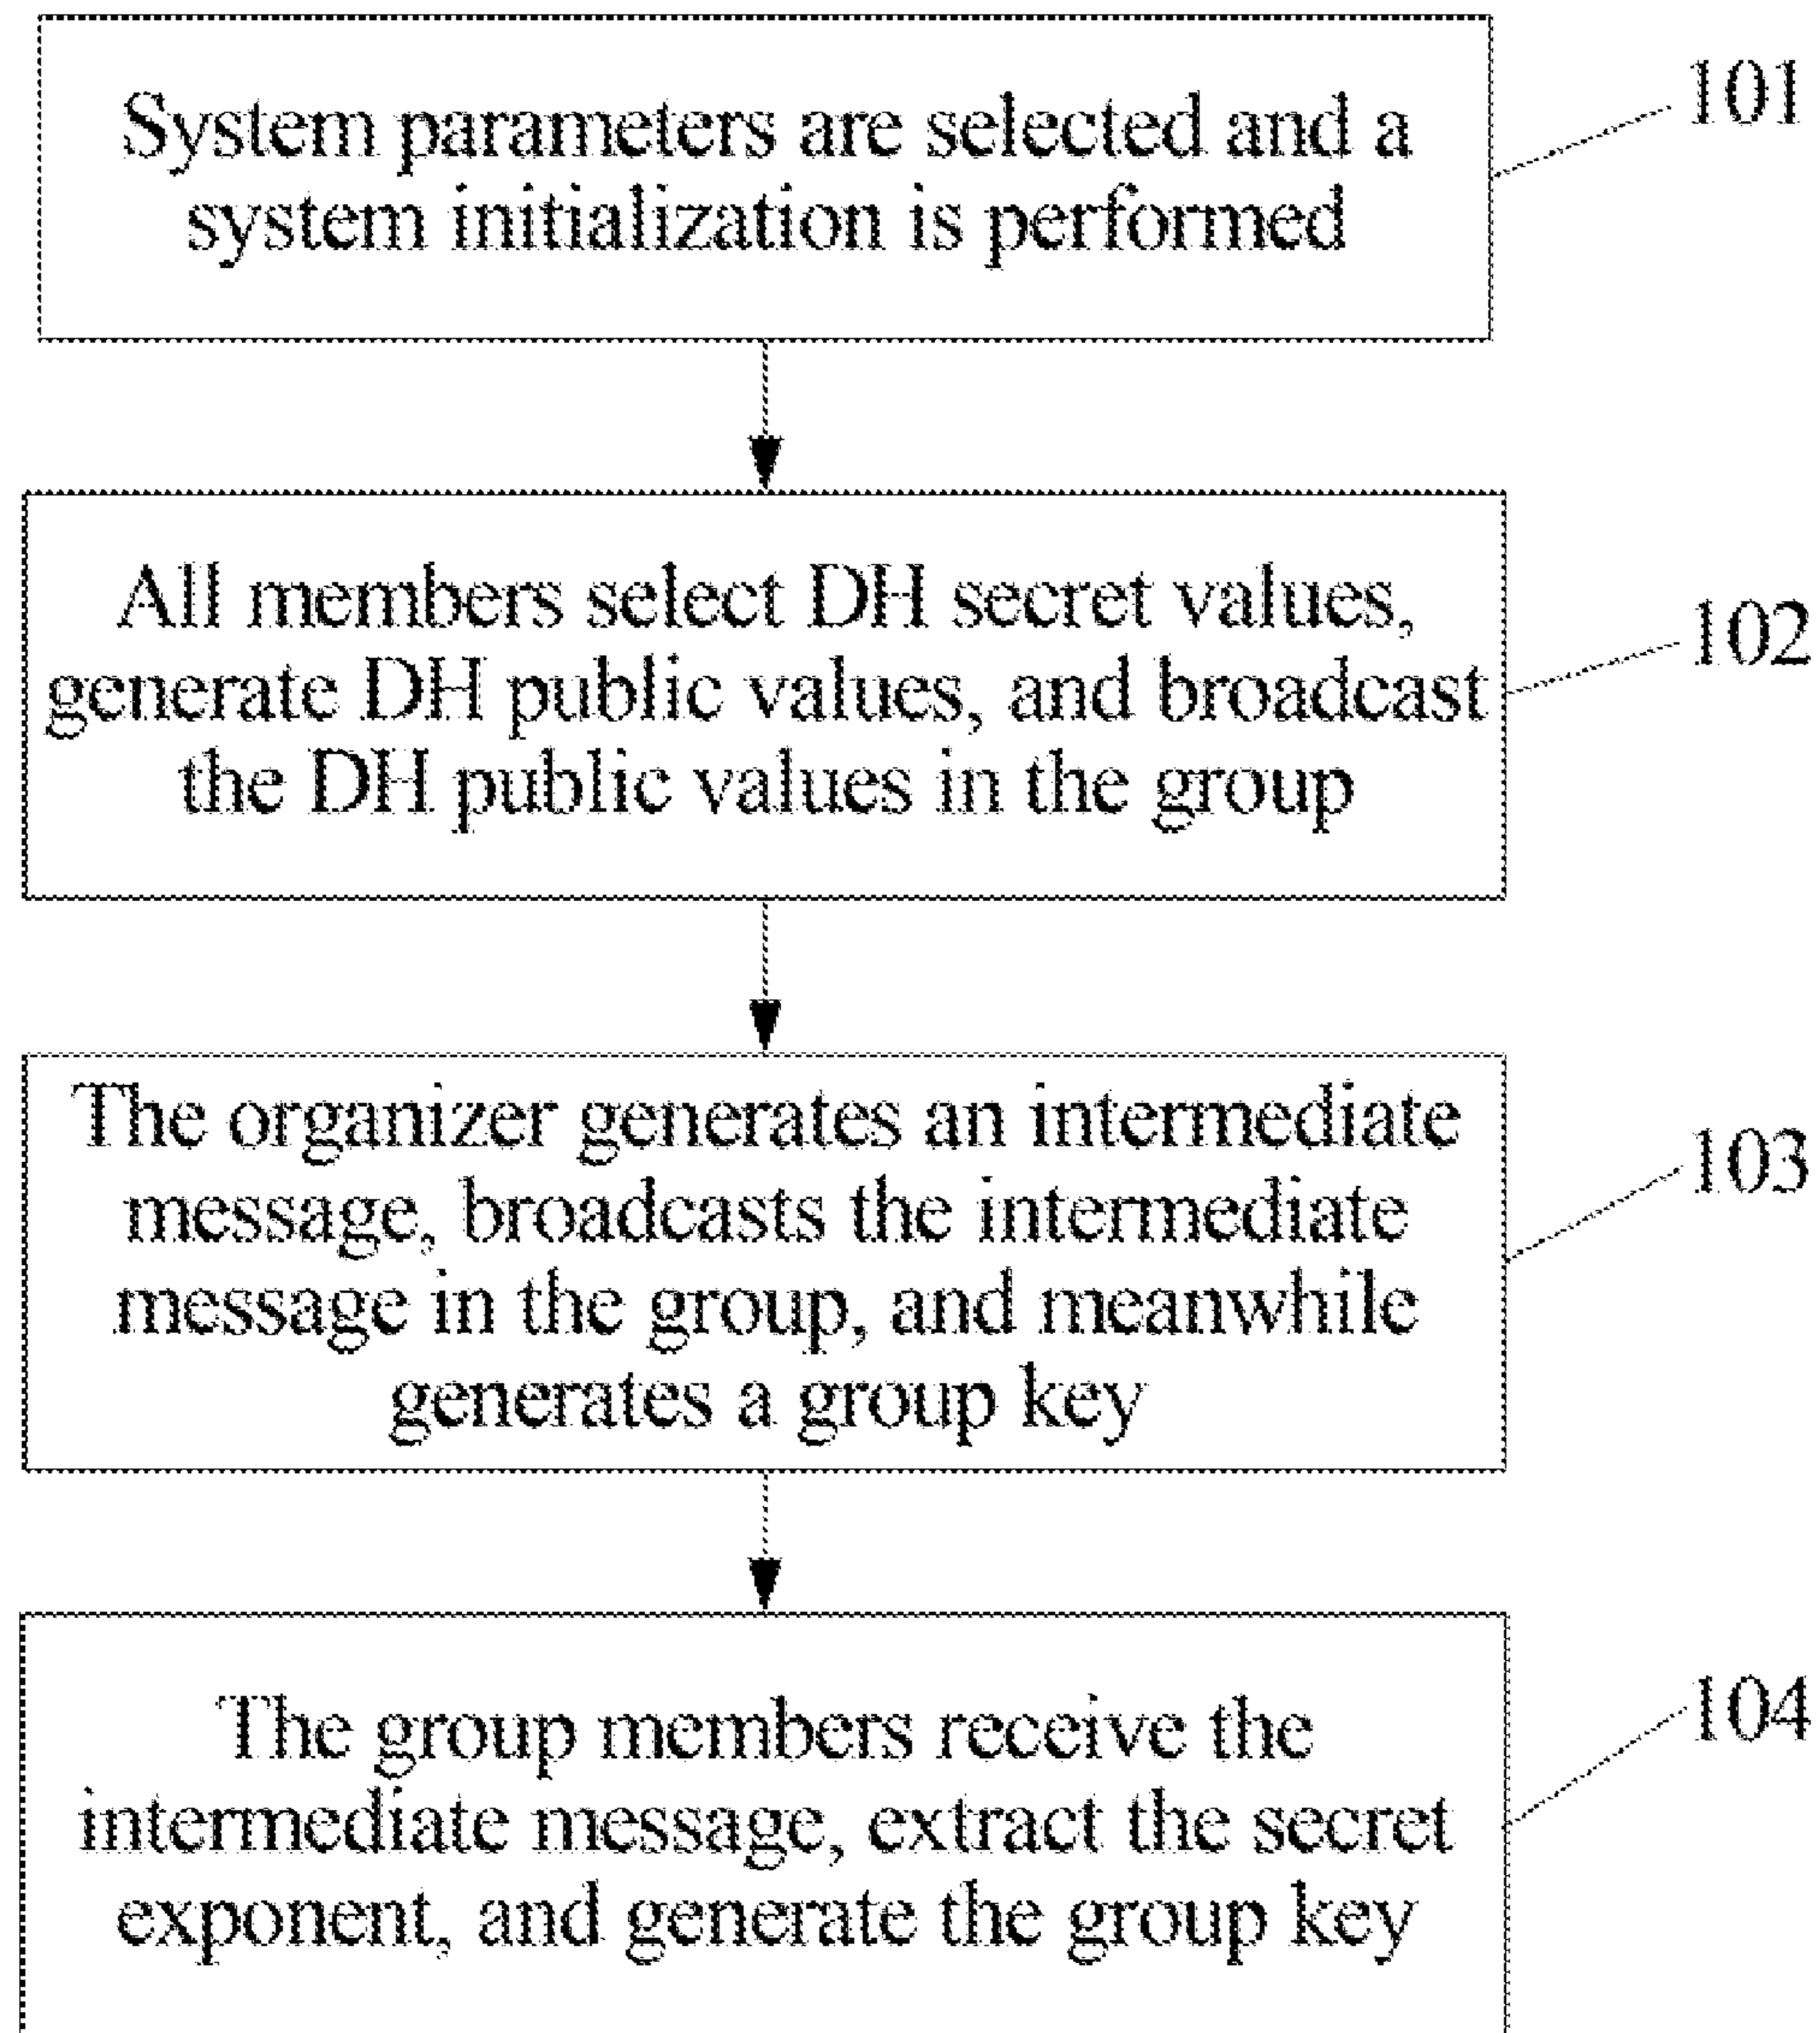 System parameters are selected and a
system initialization is performed
101
All members select DH secret values,
generate DH public values, and broadcast
the DH public values in the group
102
The organizer generates an intermediate
message, broadcasts the intermediate
message in the group, and meanwhile
generates a group key
103
The group members receive the
intermediate message, extract the secret
exponent, and generate the group key
104